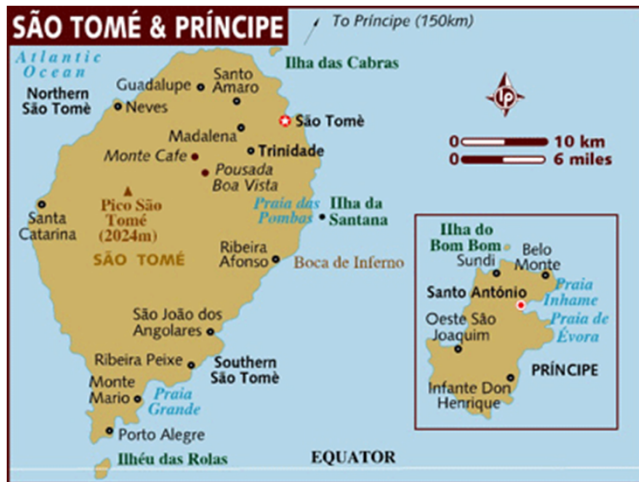 SÃO TOMÉ & PRÍNCIPE
To Príncipe (150km)
Atlantic
Ocean
Ilha das Cabras
Guadalupe
Santo
Amaro
Northern
São Tomè
Neves
São Tomè
Madalena
Trinidade
Monte Cafe
Pousada
Boa Vista
lp
0 10 km
0 6 miles
Pico São
Tomé
(2024m)
Praia das
Pombas
Ilha da
Santana
Santa
Catarina
SÃO TOMÉ
Ribeira
Afonso
Boca de Inferno
São João dos
Angolares
Ribeira Peixe
Southern
São Tomè
Monte
Mario
Praia
Grande
Porto Alegre
Ilhéu das Rolas
EQUATOR
Ilha do
Bom Bom
Sundi
Belo
Monte
Santo Antónío
Praia
Inhame
Praia de
Évora
Oeste São
Joaquim
PRÍNCIPE
Infante Don
Henrique